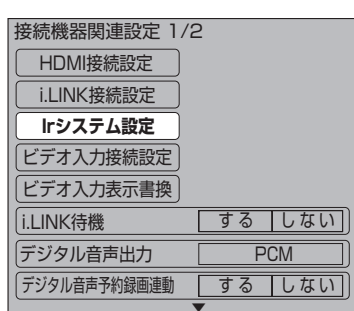 接続機器関連設定 1/2
HDMI接続設定
i.LINK接続設定
Irシステム設定
ビデオ入力接続設定
ビデオ入力表示書換
i.LINK待機 する しない
デジタル音声出力 PCM
デジタル音声予約録画連動 する しない